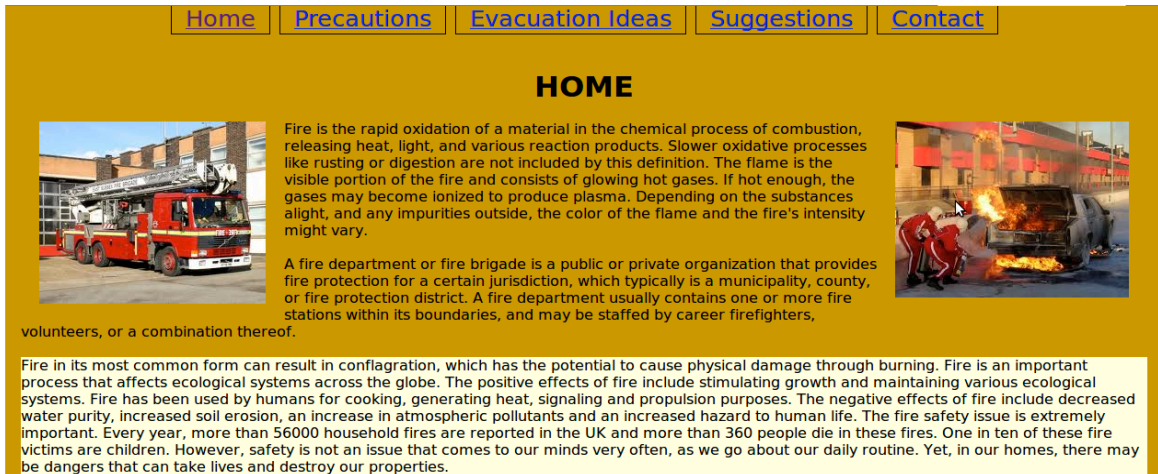 Home Precautions Evacuation Ideas Suggestions Contact
HOME
Fire is the rapid oxidation of a material in the chemical process of combustion,
releasing heat, light, and various reaction products. Slower oxidative processes
like rusting or digestion are not included by this definition. The flame is the
visible portion of the fire and consists of glowing hot gases. If hot enough, the
gases may become ionized to produce plasma. Depending on the substances
alight, and any impurities outside, the color of the flame and the fire's intensity
might vary.
A fire department or fire brigade is a public or private organization that provides
fire protection for a certain jurisdiction, which typically is a municipality, county,
or fire protection district. A fire department usually contains one or more fire
stations within its boundaries, and may be staffed by career firefighters,
volunteers, or a combination thereof.
Fire in its most common form can result in conflagration, which has the potential to cause physical damage through burning. Fire is an important
process that affects ecological systems across the globe. The positive effects of fire include stimulating growth and maintaining various ecological
systems. Fire has been used by humans for cooking, generating heat, signaling and propulsion purposes. The negative effects of fire include decreased
water purity, increased soil erosion, an increase in atmospheric pollutants and an increased hazard to human life. The fire safety issue is extremely
important. Every year, more than 56000 household fires are reported in the UK and more than 360 people die in these fires. One in ten of these fire
victims are children. However, safety is not an issue that comes to our minds very often, as we go about our daily routine. Yet, in our homes, there may
be dangers that can take lives and destroy our properties.